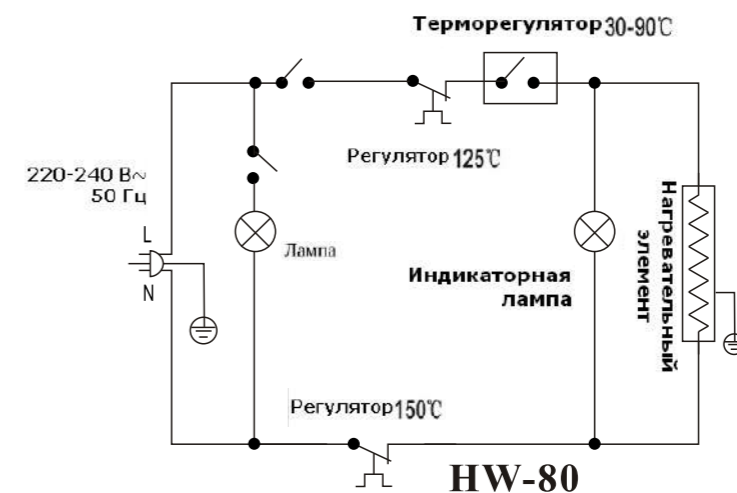 Терморегулятор 30-90℃
Регулятор 125℃
220-240 В~
50 Гц
L
N
Лампа
Индикаторная
лампа
Нагревательный
элемент
Регулятор 150℃
HW-80